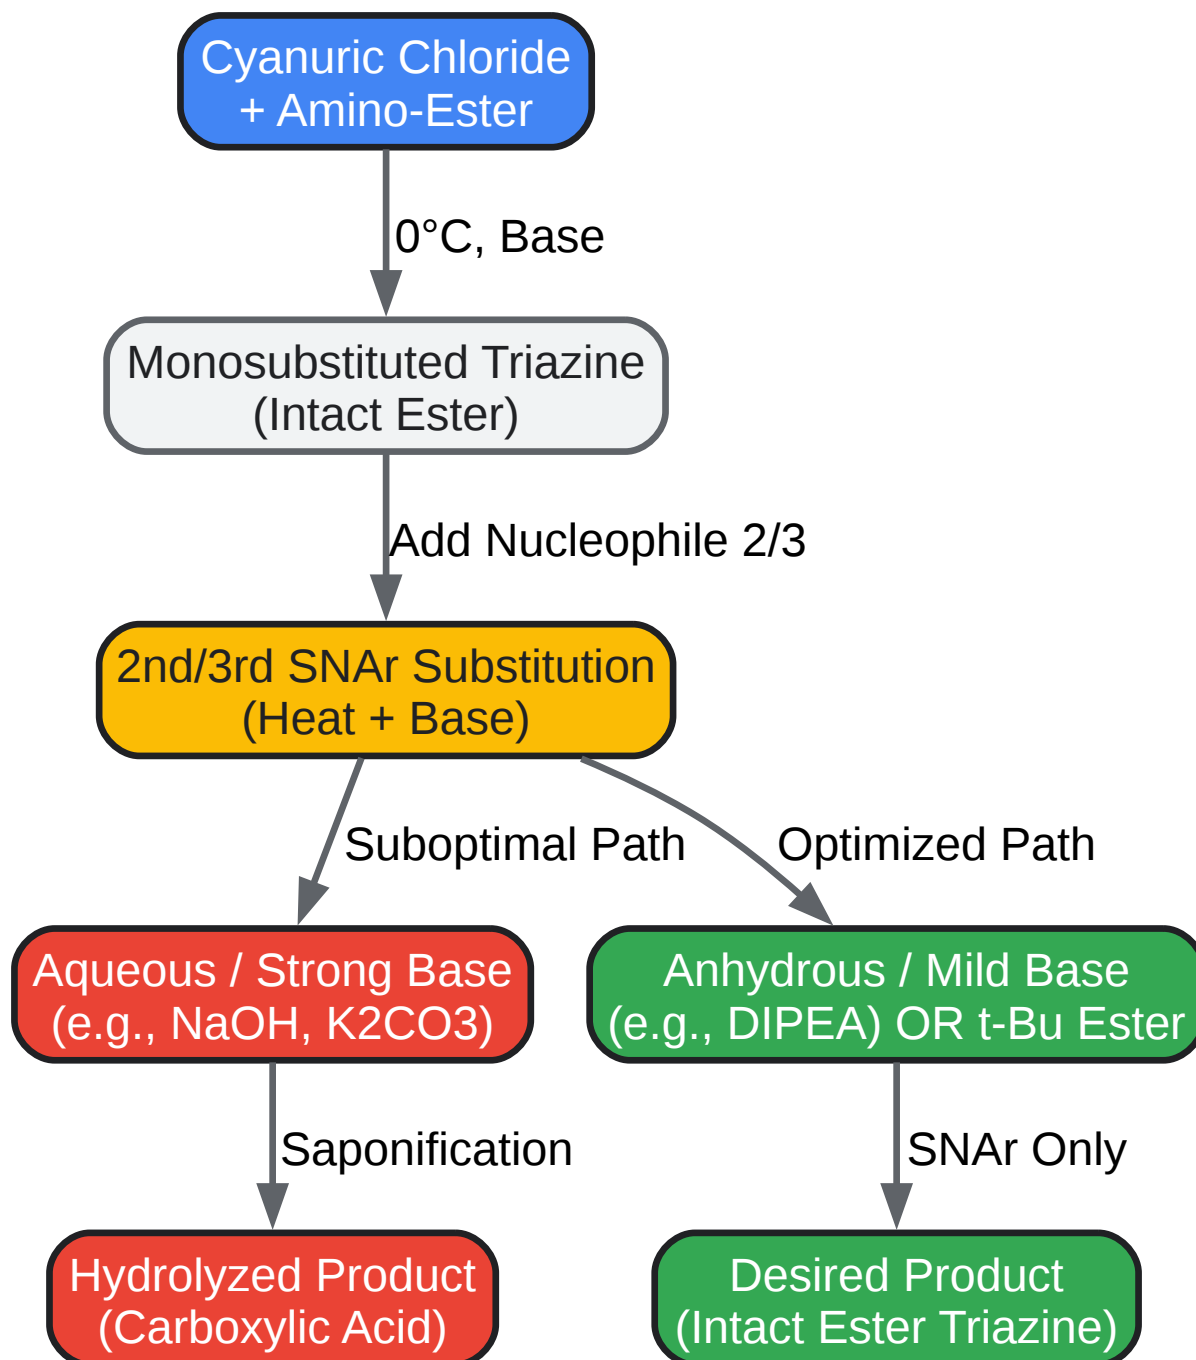 Cyanuric Chloride
+ Amino-Ester
0°C, Base
Monosubstituted Triazine
(Intact Ester)
Add Nucleophile 2/3
2nd/3rd SNAr Substitution
(Heat + Base)
Suboptimal Path
Optimized Path
Aqueous / Strong Base
(e.g., NaOH, K2CO3)
Anhydrous / Mild Base
(e.g., DIPEA) OR t-Bu Ester
Saponification
SNAr Only
Hydrolyzed Product
(Carboxylic Acid)
Desired Product
(Intact Ester Triazine)